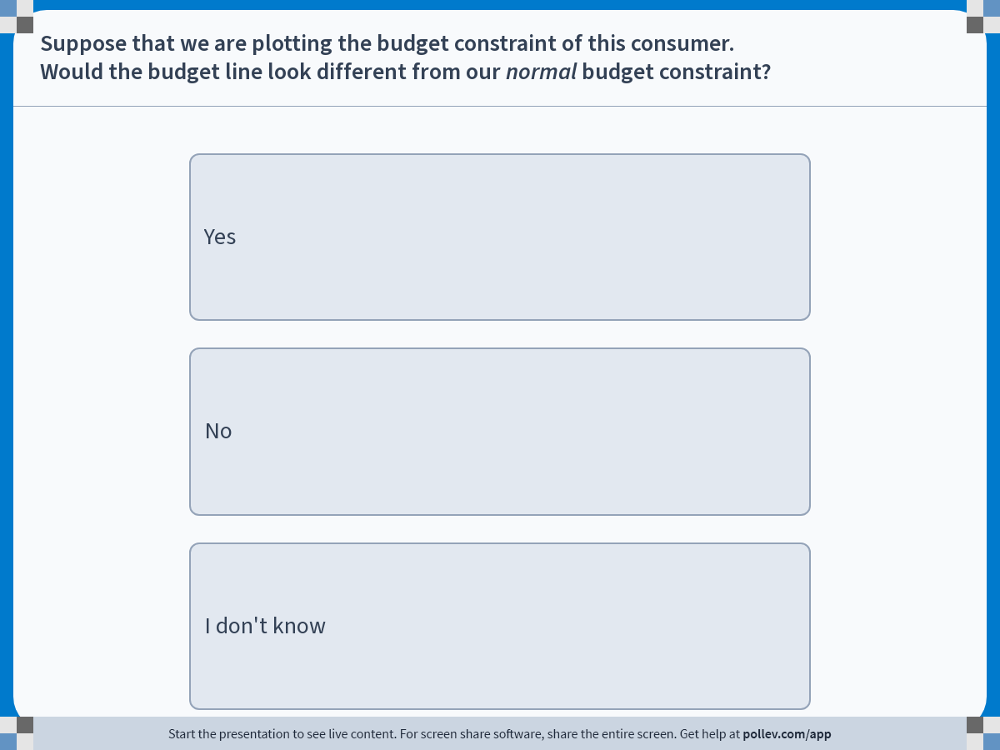 Suppose that we are plotting the budget constraint of this consumer.
Would the budget line look different from our normal budget constraint?
Yes
No
I don't know
Start the presentation to see live content. For screen share software, share the entire screen. Get help at pollev.com/app